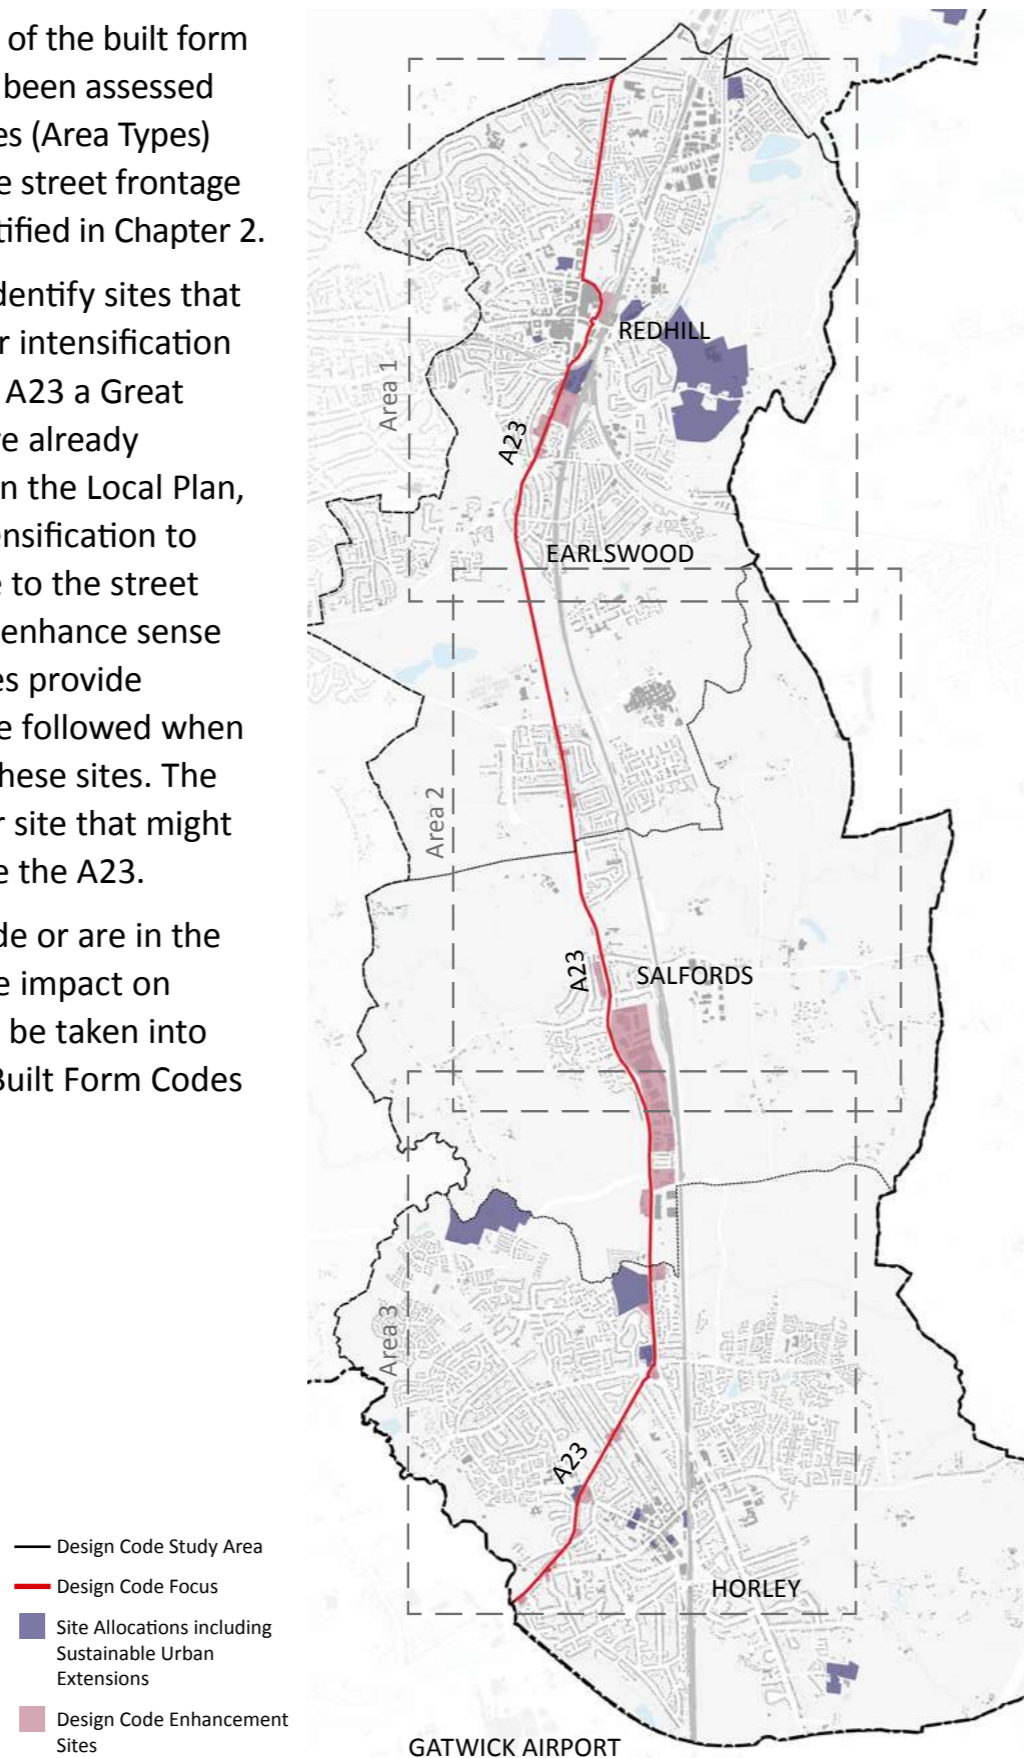 of the built form
been assessed
es (Area Types)
e street frontage
tified in Chapter 2.
dentify sites that
r intensification
A23 a Great
re already
n the Local Plan,
ensification to
e to the street
enhance sense
es provide
e followed when
hese sites. The
r site that might
e the A23.
de or are in the
e impact on
be taken into
Built Form Codes
REDHILL
Area 1
A23
EARLSWOOD
Area 2
A23
SALFORDS
Area 3
A23
HORLEY
GATWICK AIRPORT
Design Code Study Area
Design Code Focus
Site Allocations including
Sustainable Urban
Extensions
Design Code Enhancement
Sites